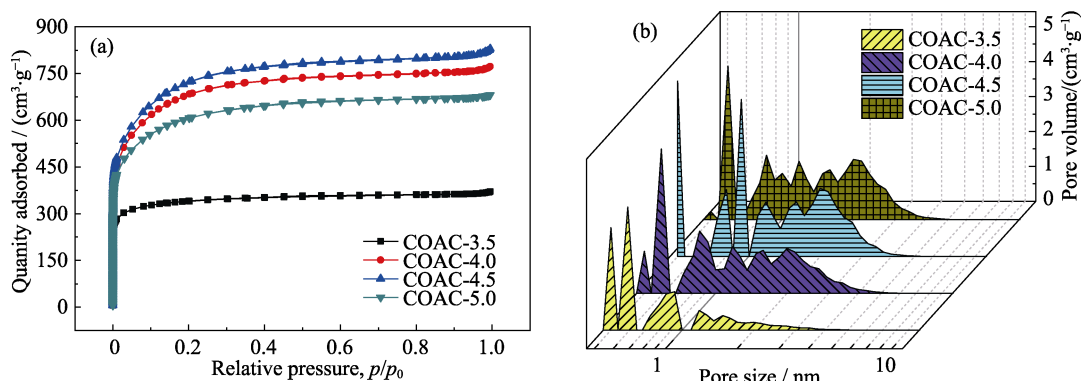 (a)
900
750
600
450
300
150
0
Quanity adsorbed / (cm³·g⁻¹)
COAC-3.5
COAC-4.0
COAC-4.5
COAC-5.0
0 0.2 0.4 0.6 0.8 1.0
Relative pressure, p/p₀
(b)
COAC-3.5
COAC-4.0
COAC-4.5
COAC-5.0
5
4
3
2
1
0
Pore volume/(cm³·g⁻¹)
1 10
Pore size / nm